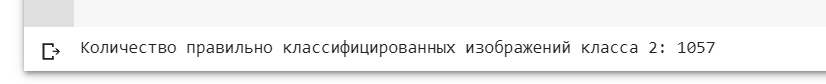 Количество правильно классифицированных изображений класса 2: 1057